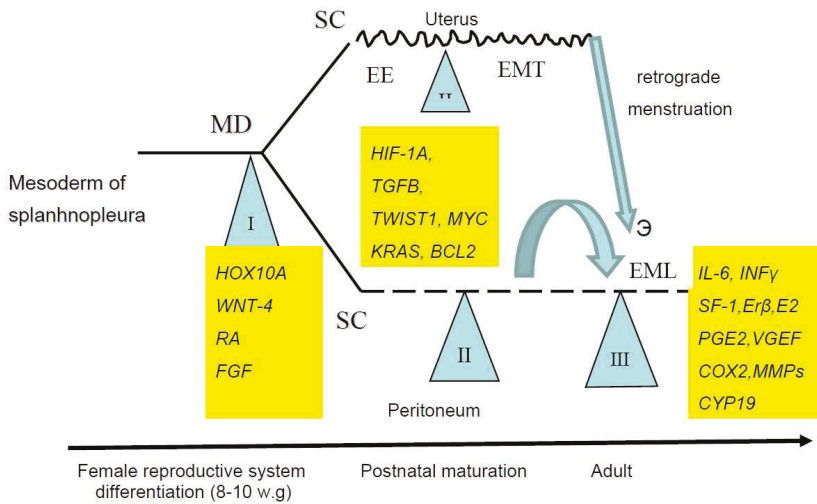 SC
Uterus
EE
EMT
retrograde
menstruation
MD
Mesoderm of
splanhnopleura
I
II
HIF-1A,
TGFB,
TWIST1, MYC
KRAS, BCL2
Э
EML
HOX10A
WNT-4
RA
FGF
SC
II
III
IL-6, INFγ
SF-1,Erβ,E2
PGE2,VGEF
COX2,MMPs
CYP19
Peritoneum
Female reproductive system
differentiation (8-10 w.g)
Postnatal maturation
Adult